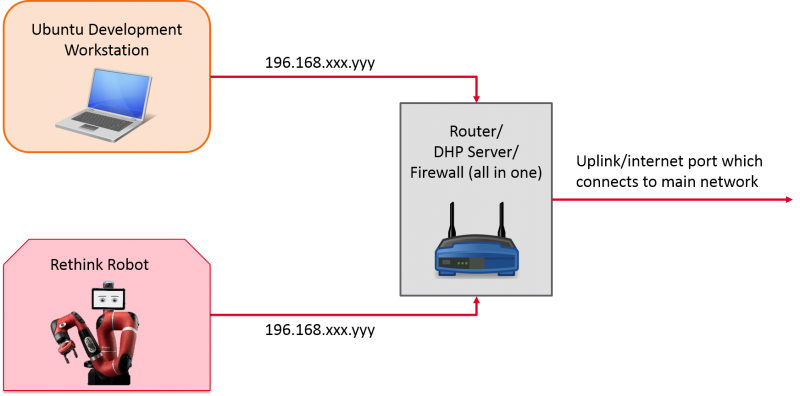 Ubuntu Development
Workstation
196.168.xxx.yyy
Router/
DHP Server/
Firewall (all in one)
Uplink/internet port which
connects to main network
Rethink Robot
196.168.xxx.yyy